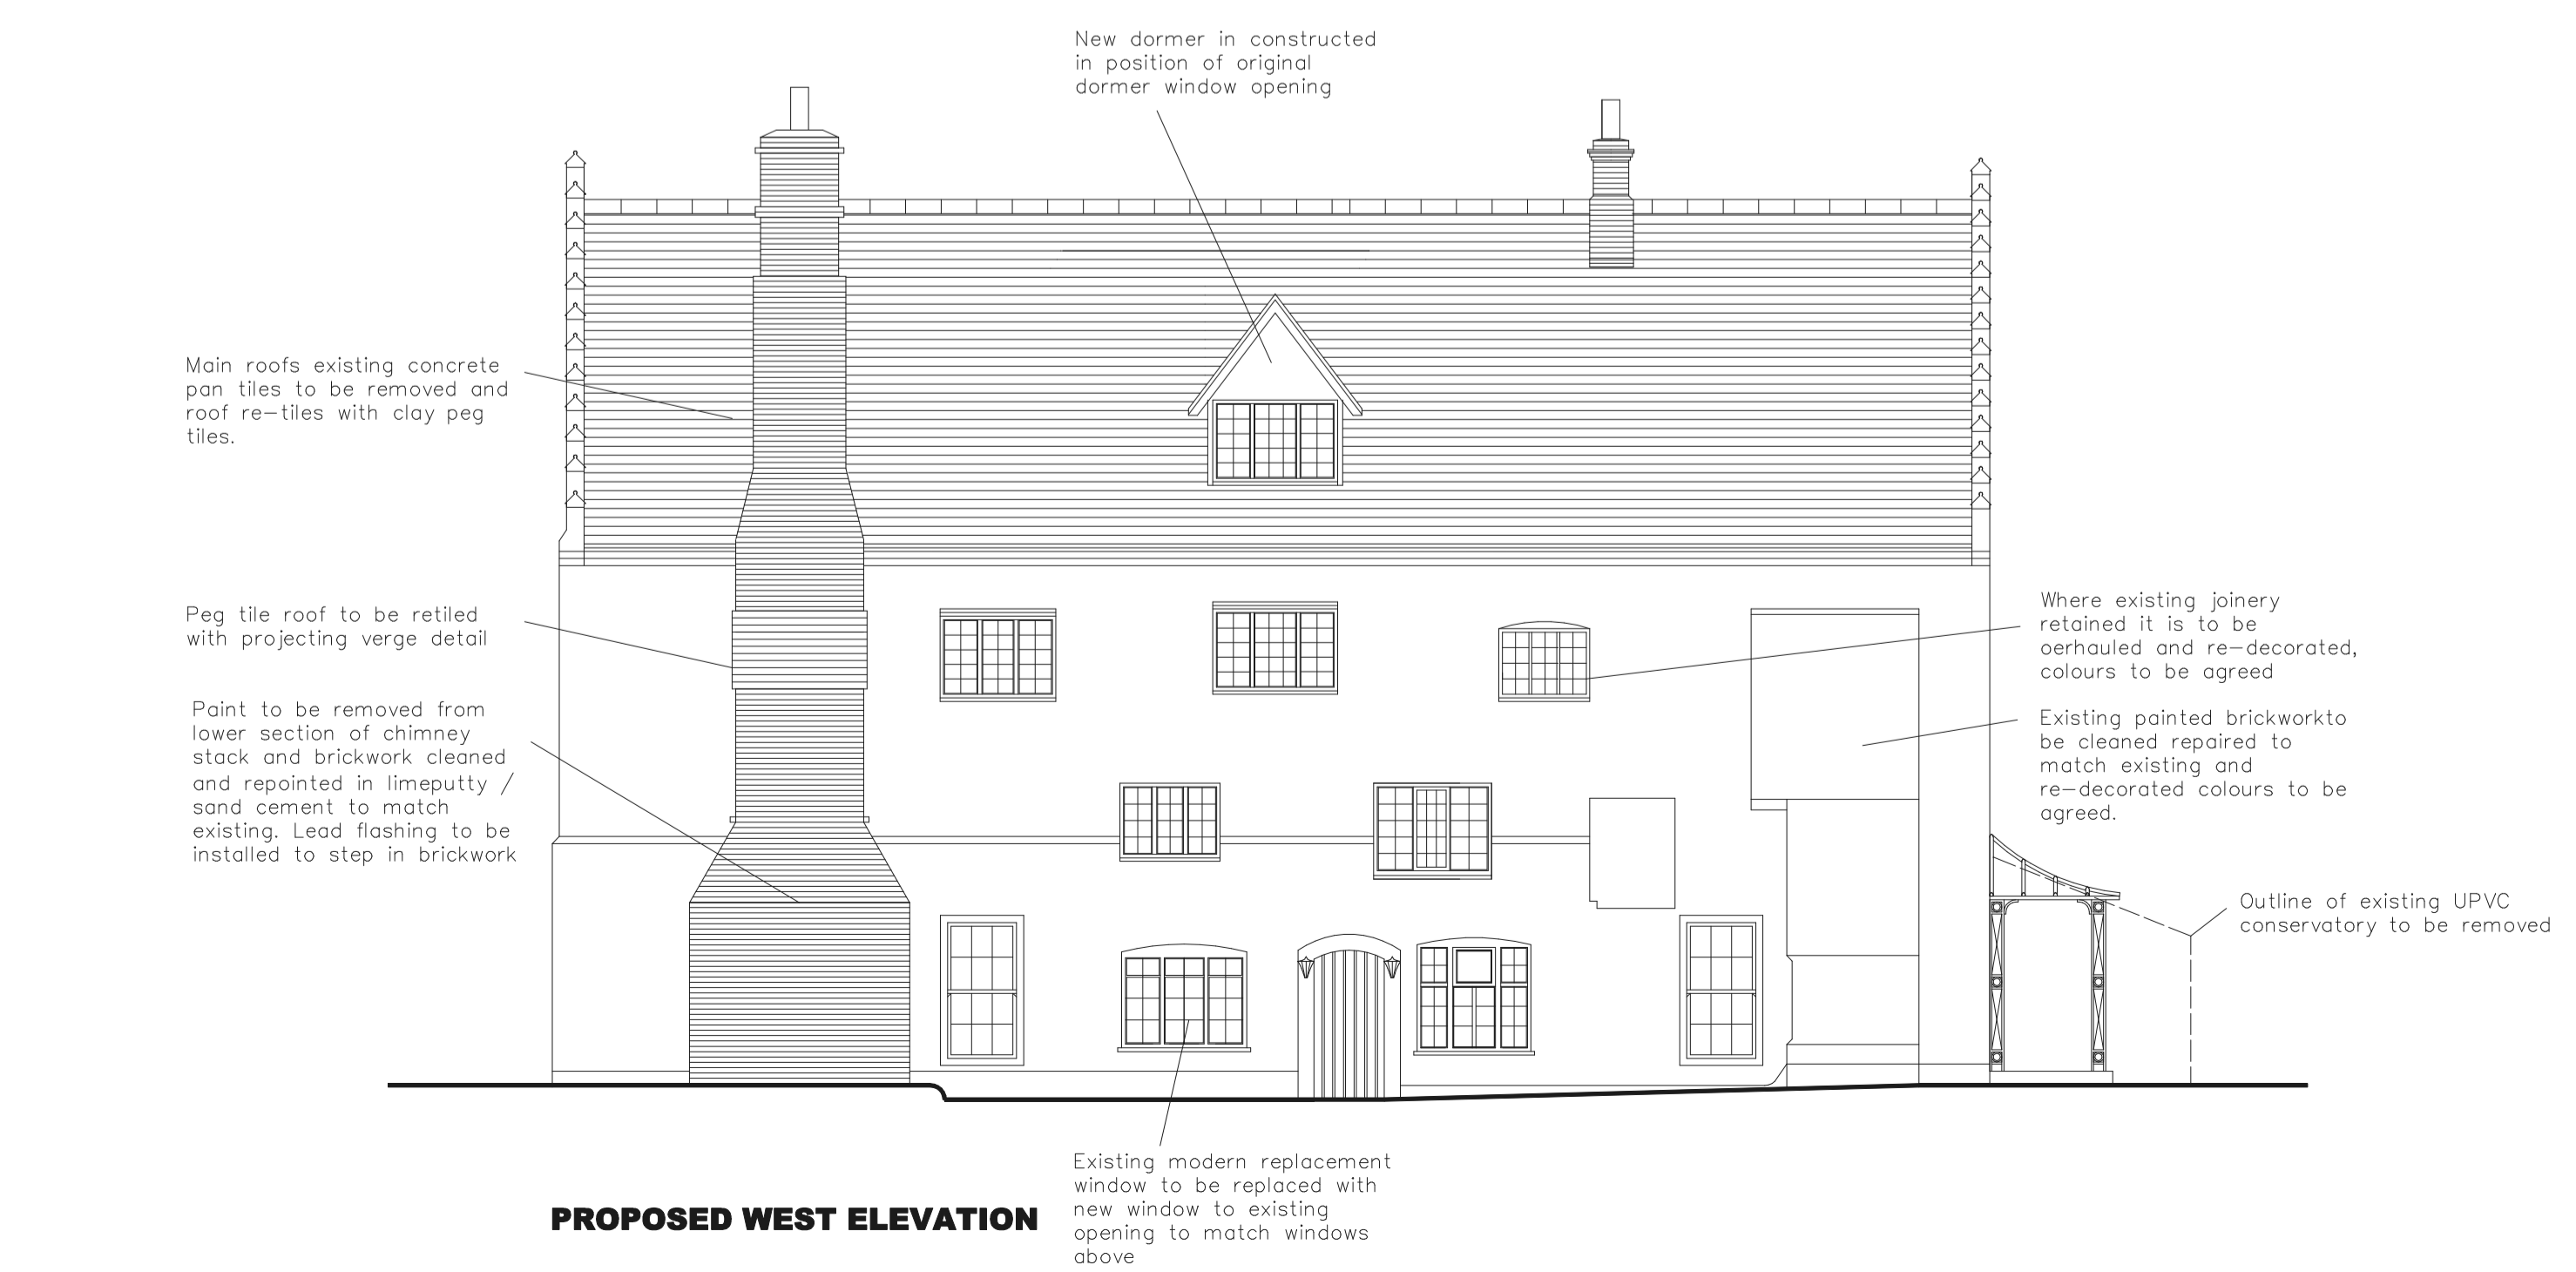 New dormer in constructed
in position of original
dormer window opening
Main roofs existing concrete
pan tiles to be removed and
roof re-tiles with clay peg
tiles.
Peg tile roof to be retiled
with projecting verge detail
Paint to be removed from
lower section of chimney
stack and brickwork cleaned
and repointed in limeputty /
sand cement to match
existing. Lead flashing to be
installed to step in brickwork
Where existing joinery
retained it is to be
oerhauled and re-decorated,
colours to be agreed
Existing painted brickworkto
be cleaned repaired to
match existing and
re-decorated colours to be
agreed.
Outline of existing UPVC
conservatory to be removed
Existing modern replacement
window to be replaced with
new window to existing
opening to match windows
above
PROPOSED WEST ELEVATION